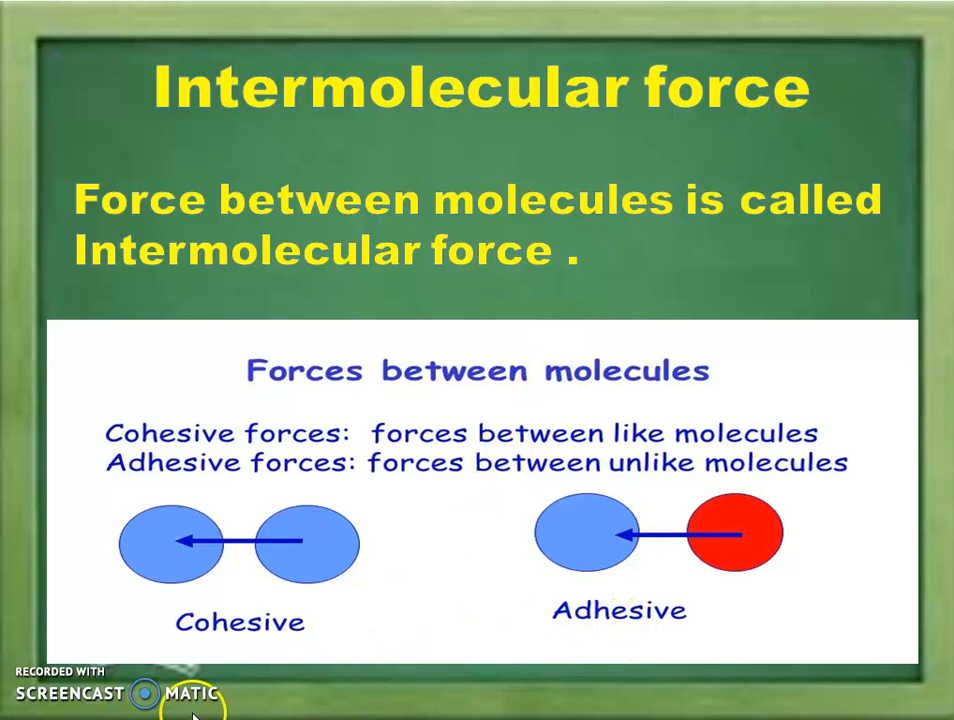 Intermolecular force
Force between molecules is called
Intermolecular force .
Forces between molecules
Cohesive forces: forces between like molecules
Adhesive forces: forces between unlike molecules
Cohesive
Adhesive
RECORDED WITH
SCREENCAST MATIC